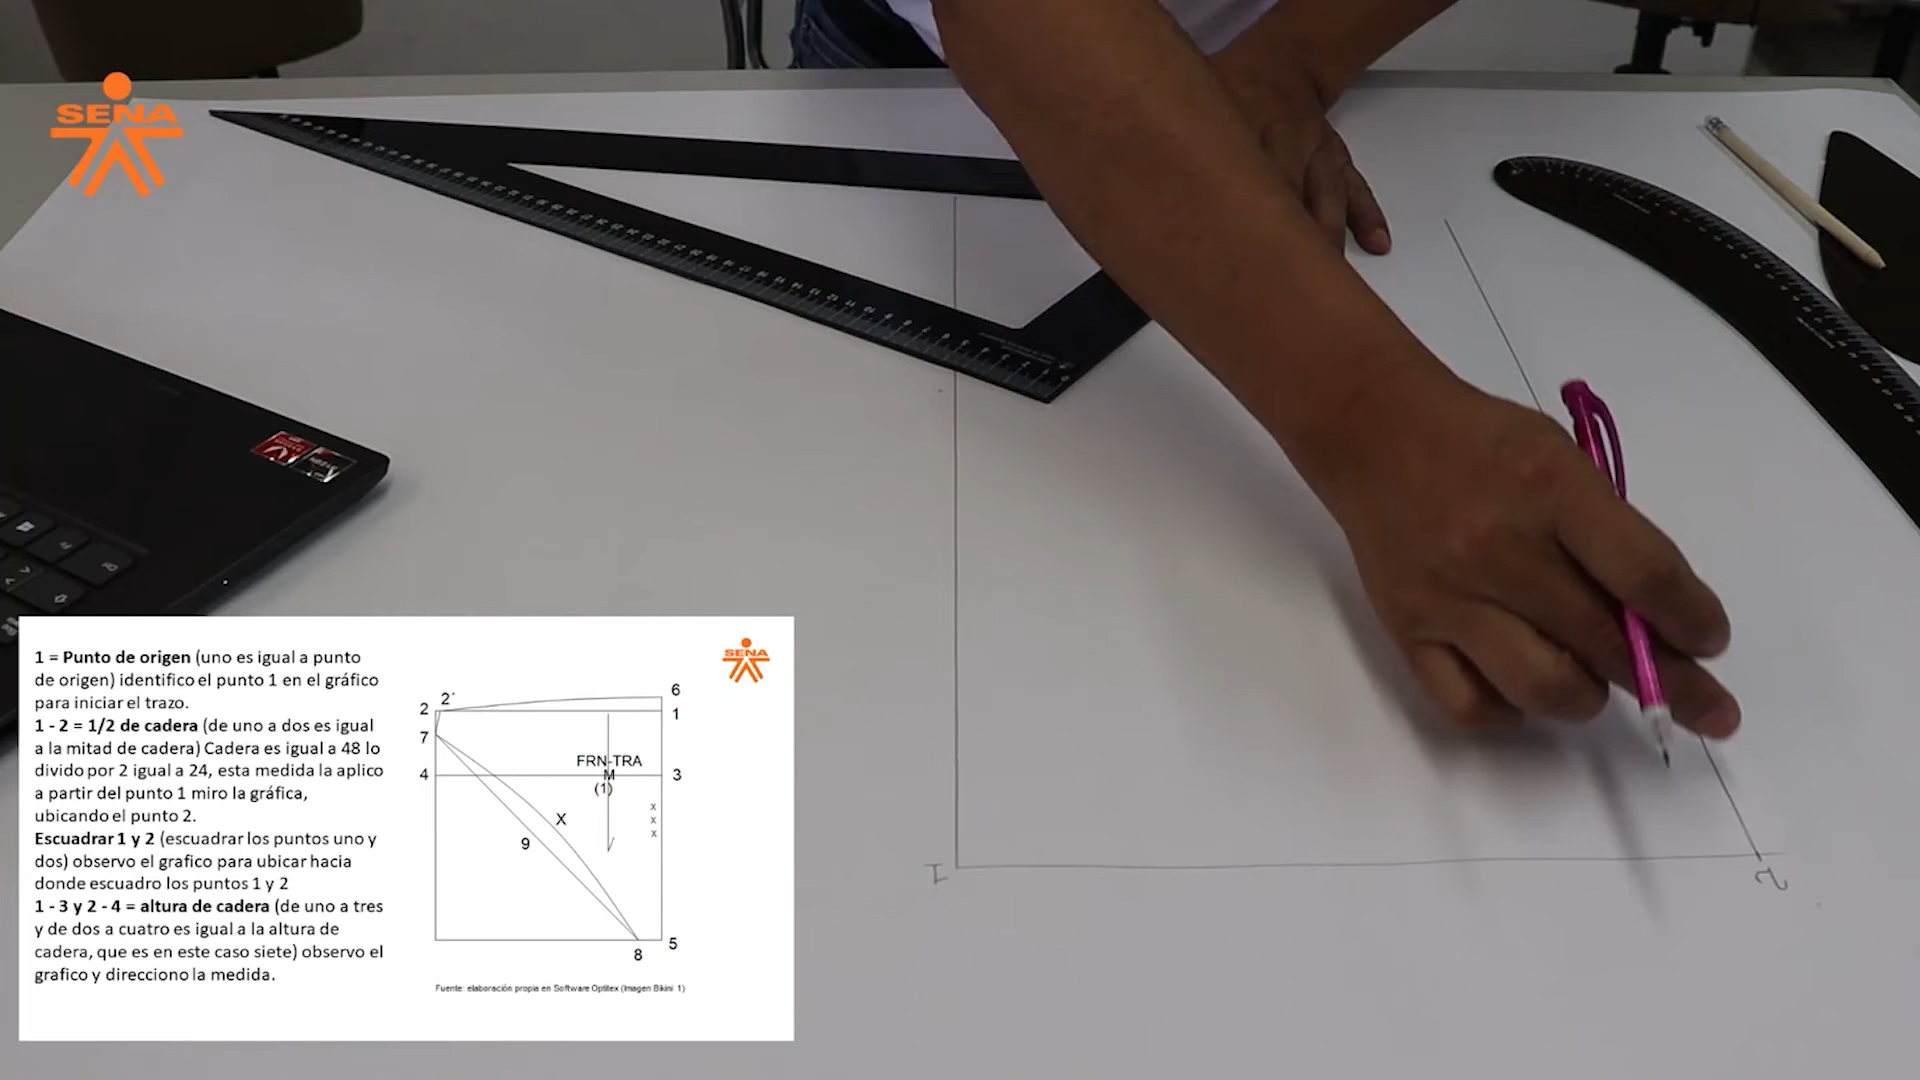 SENA
1 = Punto de origen (uno es igual a punto
de origen) identifico el punto 1 en el gráfico
para iniciar el trazo.
1 - 2 = 1/2 de cadera (de uno a dos es igual
a la mitad de cadera) Cadera es igual a 48 lo
divido por 2 igual a 24, esta medida la aplico
a partir del punto 1 miro la gráfica,
ubicando el punto 2.
Escuadrar 1 y 2 (escuadrar los puntos uno y
dos) observo el grafico para ubicar hacia
donde escuadro los puntos 1 y 2
1 - 3 y 2 - 4 = altura de cadera (de uno a tres
y de dos a cuatro es igual a la altura de
cadera, que es en este caso siete) observo el
grafico y direcciono la medida.
SENA
6
2 2´
1
7
FRN-TRA
4 M 3
(1)
x
X x
x
9
5
8
Fuente: elaboración propia en Software Optitex (Imagen Bikini 1)
1 2